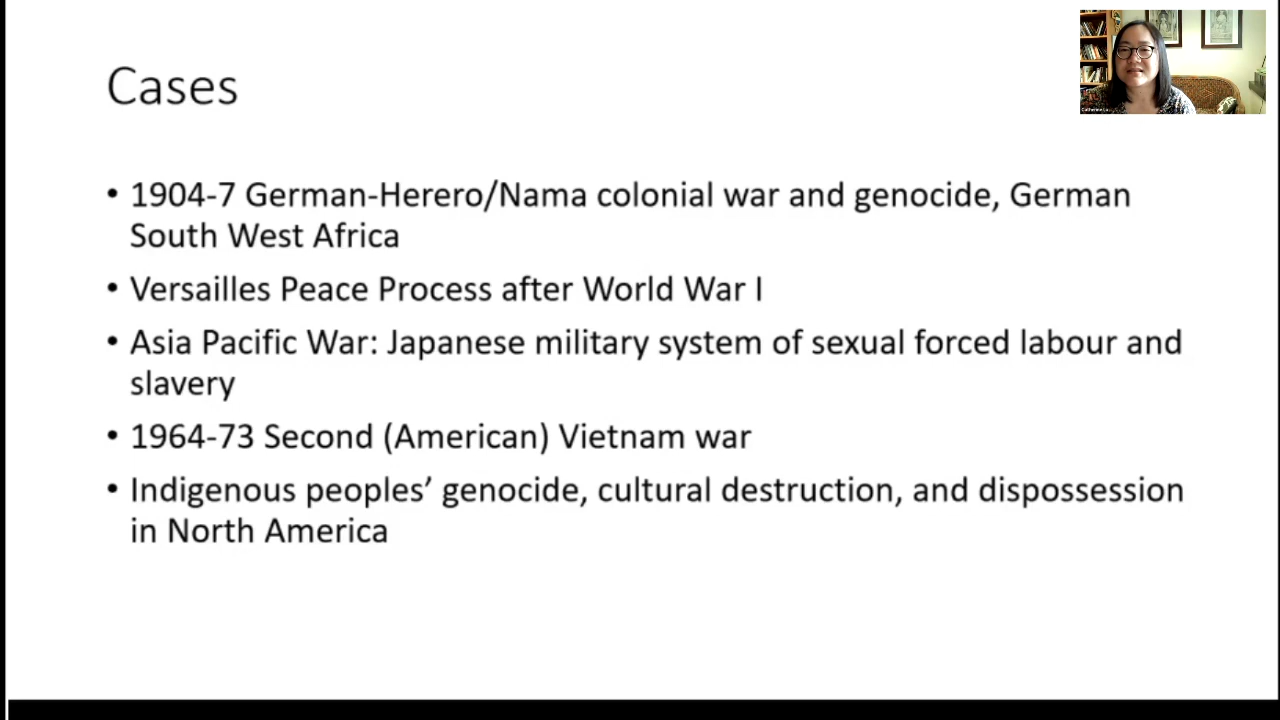 Cases
• 1904-7 German-Herero/Nama colonial war and genocide, German
South West Africa
• Versailles Peace Process after World War I
• Asia Pacific War: Japanese military system of sexual forced labour and
slavery
• 1964-73 Second (American) Vietnam war
• Indigenous peoples’ genocide, cultural destruction, and dispossession
in North America
Catherine